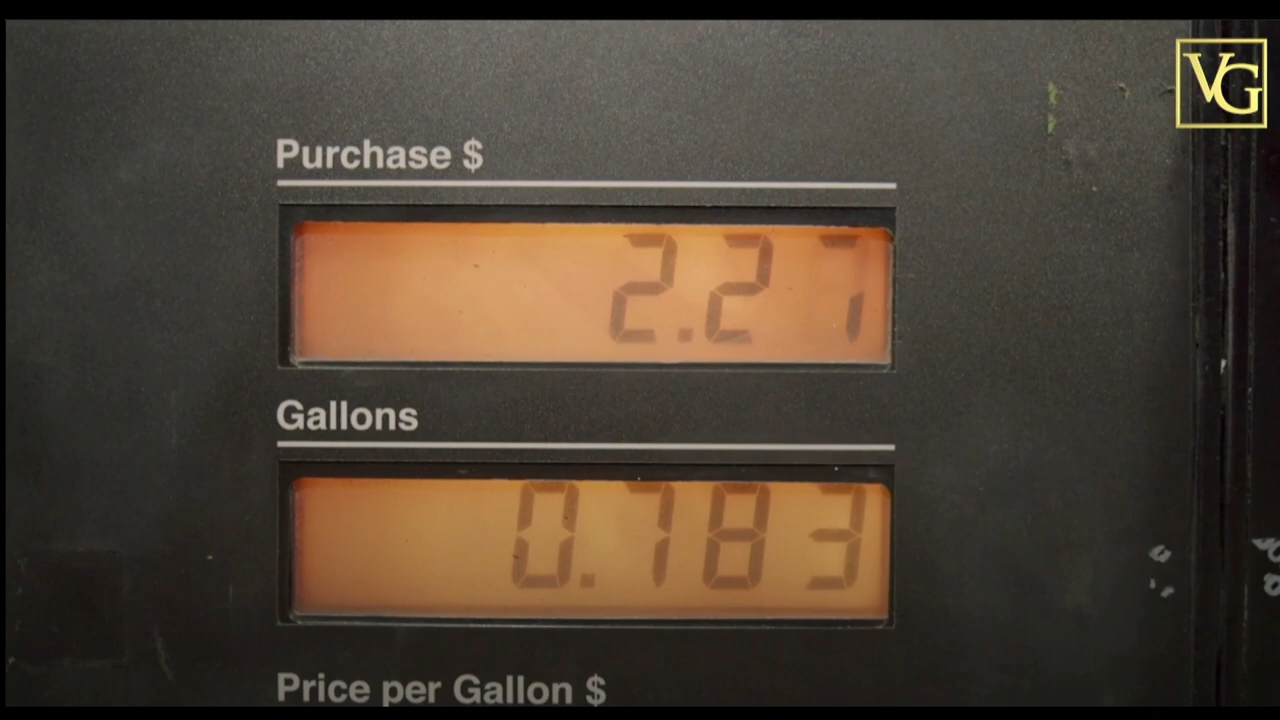 VG
Purchase $
2.27
Gallons
0.783
Price per Gallon $